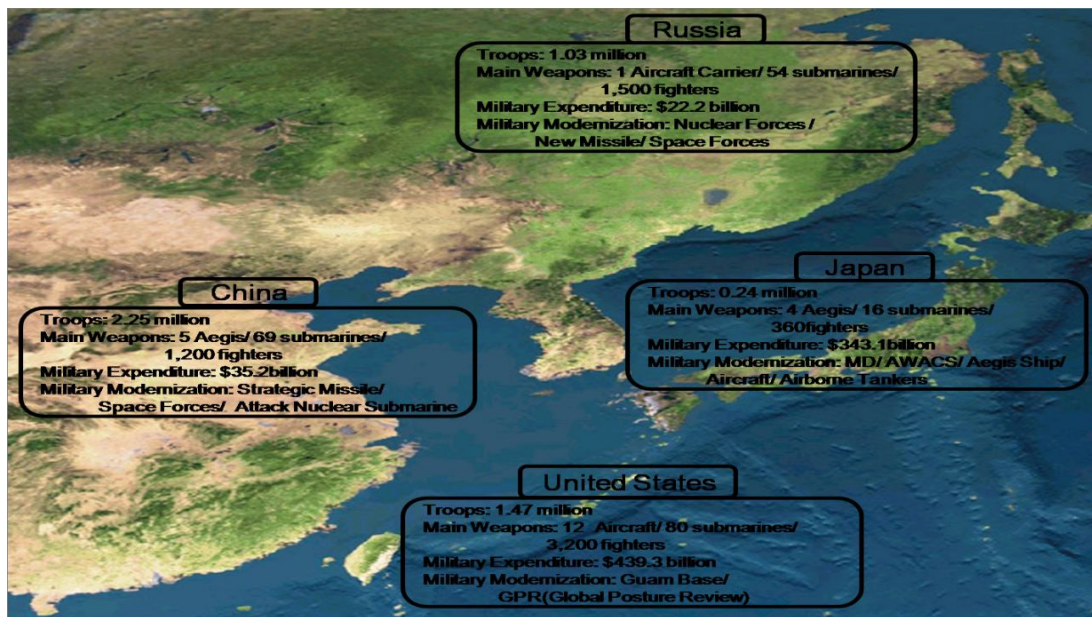 Russia
Troops: 1.03 million
Main Weapons: 1 Aircraft Carrier/ 54 submarines/
1,500 fighters
Military Expenditure: $22.2 billion
Military Modernization: Nuclear Forces /
New Missile/ Space Forces
China
Troops: 2.25 million
Main Weapons: 5 Aegis/ 69 submarines/
1,200 fighters
Military Expenditure: $35.2billion
Military Modernization: Strategic Missile/
Space Forces/ Attack Nuclear Submarine
Japan
Troops: 0.24 million
Main Weapons: 4 Aegis/ 16 submarines/
360fighters
Military Expenditure: $343.1billion
Military Modernization: MD/ AWACS/ Aegis Ship/
Aircraft/ Airborne Tankers
United States
Troops: 1.47 million
Main Weapons: 12 Aircraft/ 80 submarines/
3,200 fighters
Military Expenditure: $439.3 billion
Military Modernization: Guam Base/
GPR(Global Posture Review)